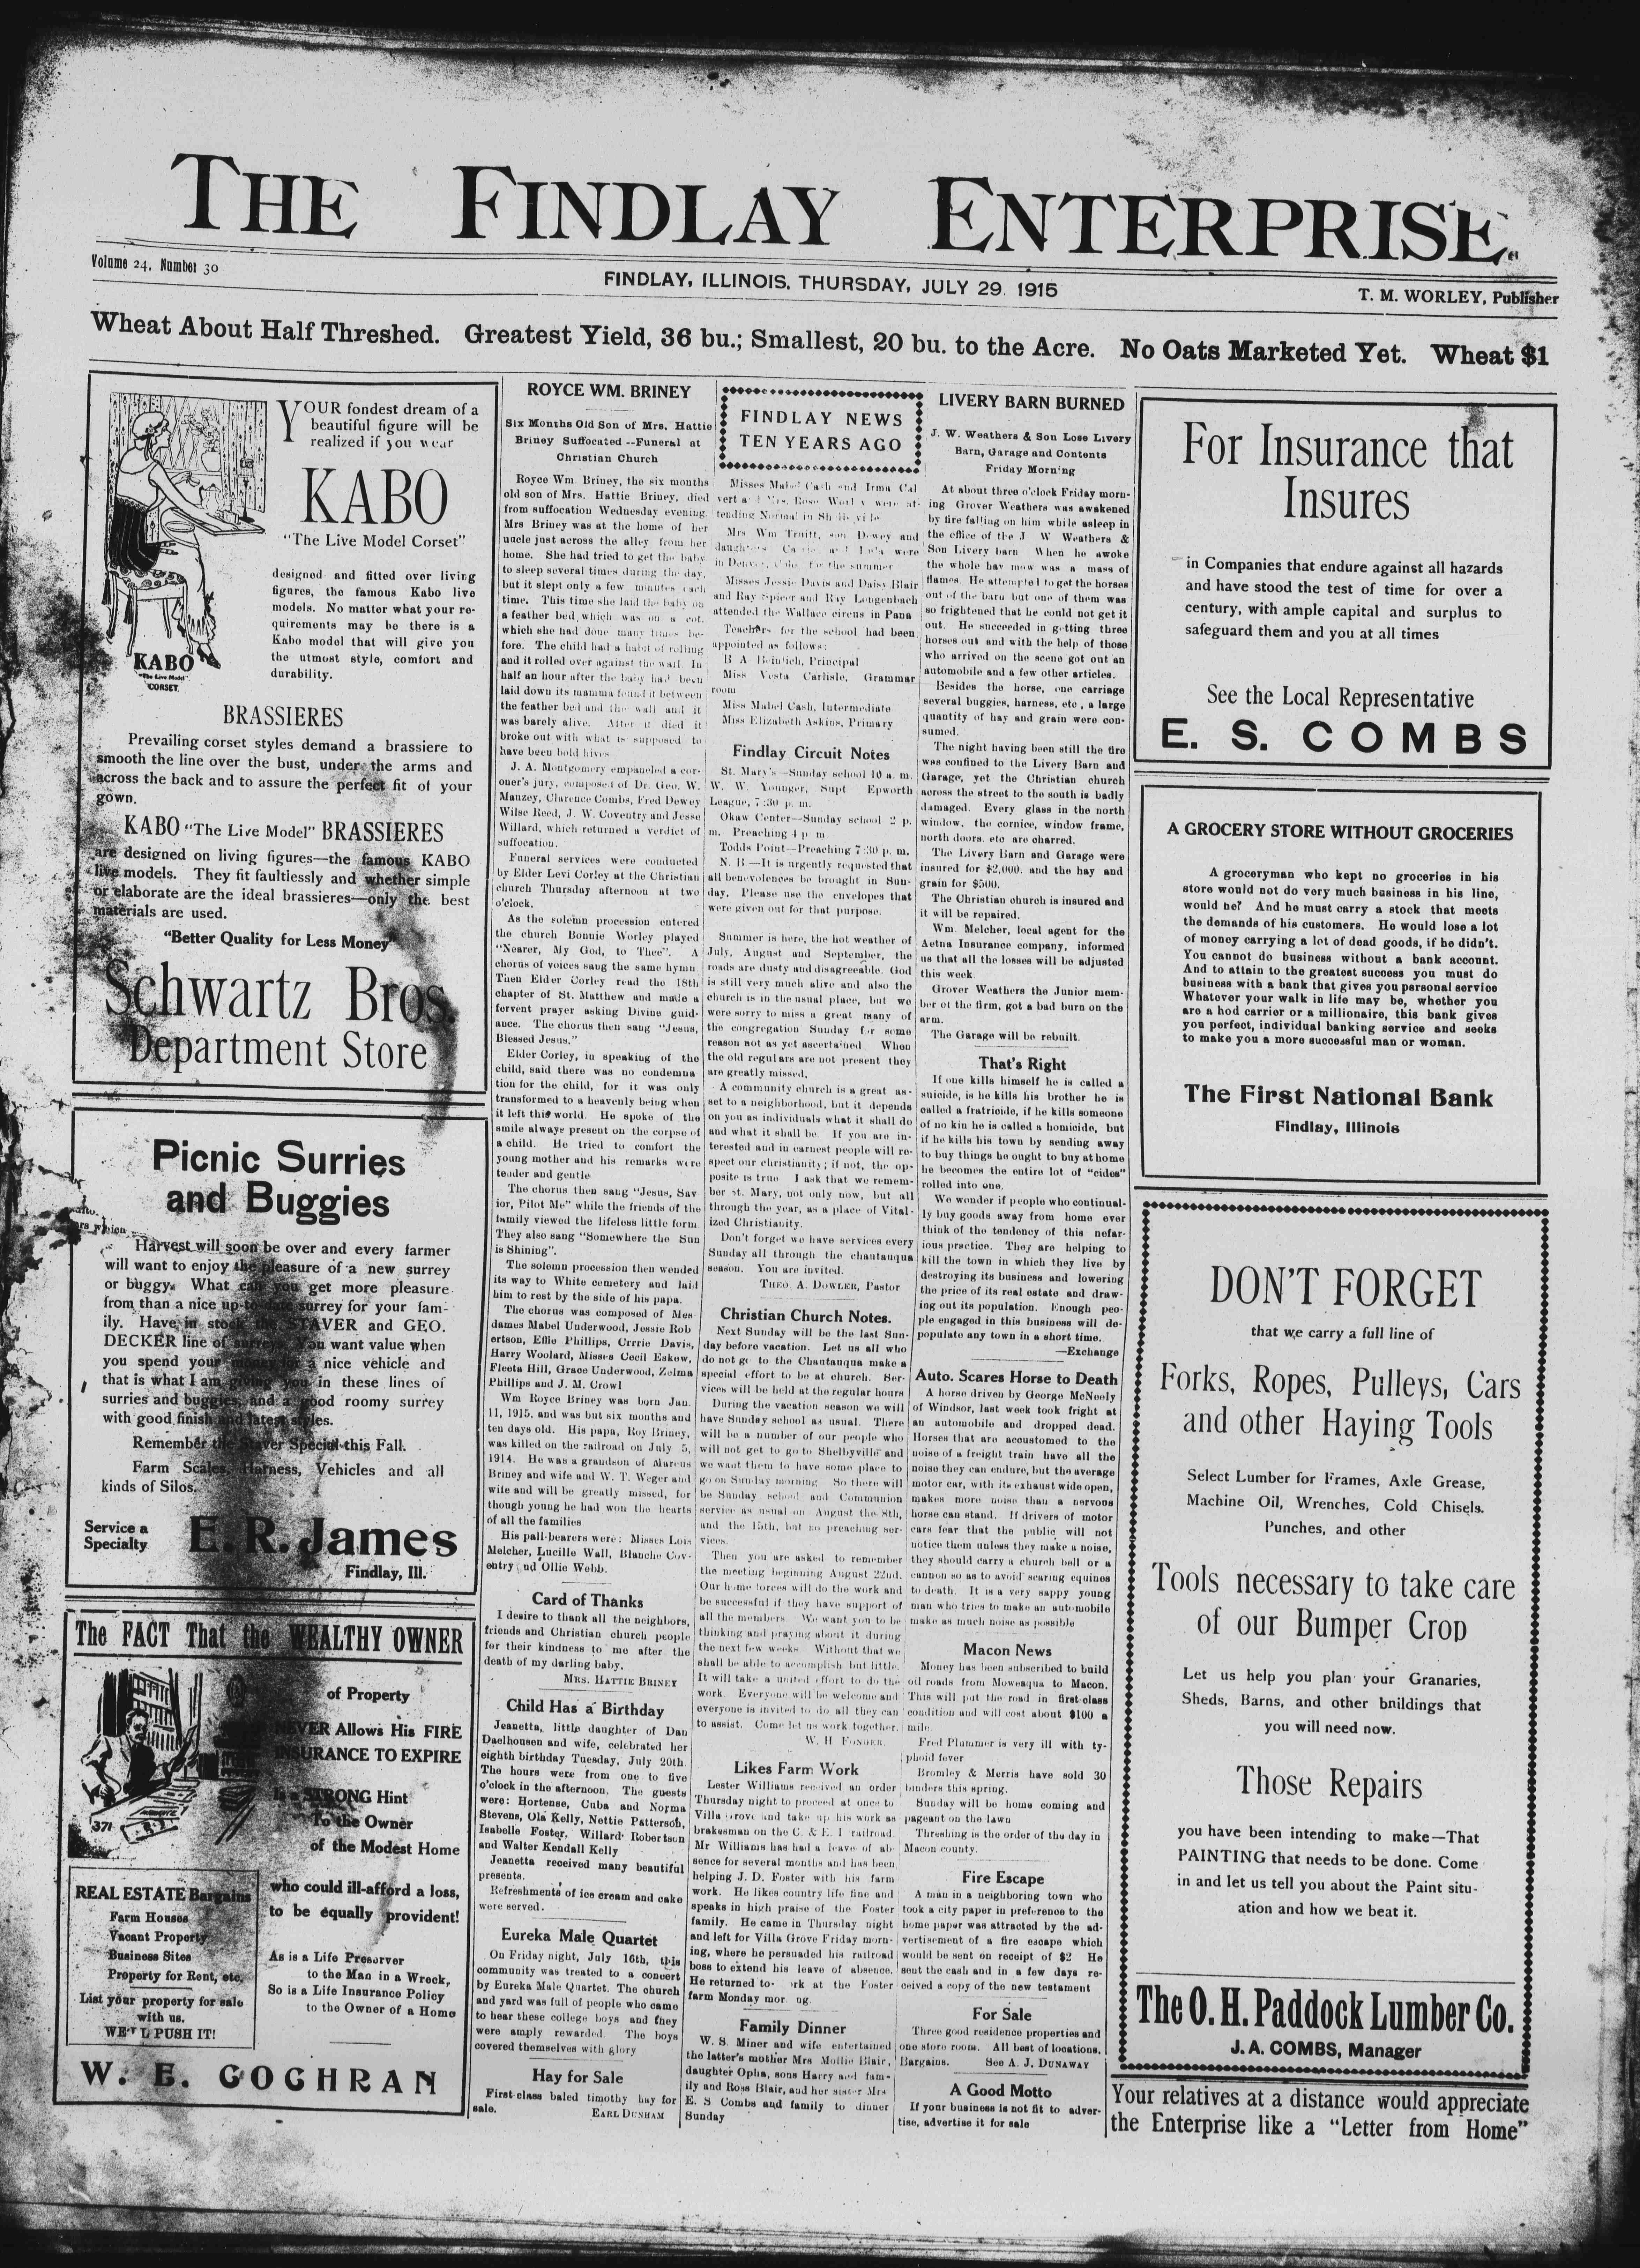 THE FINDLAY ENTERPRISE
Volume 24, Number 30
FINDLAY, ILLINOIS, THURSDAY, JULY 29, 1915
T. M. WORLEY, Publisher
Wheat About Half Threshed. Greatest Yield, 36 bu.; Smallest, 20 bu. to the Acre. No Oats Marketed Yet. Wheat $1
YOUR fondest dream of a
beautiful figure will be
realized if you wear
KABO
"The Live Model Corset"
designed and fitted over living
figures, the famous Kabo live
models. No matter what your re-
quirements may be there is a
Kabo model that will give you
the utmost style, comfort and
durability.
KABO
"The Live Model"
CORSET
BRASSIERES
Prevailing corset styles demand a brassiere to
smooth the line over the bust, under the arms and
across the back and to assure the perfect fit of your
gown.
KABO "The Live Model" BRASSIERES
are designed on living figures—the famous KABO
live models. They fit faultlessly and whether simple
or elaborate are the ideal brassieres—only the best
materials are used.
"Better Quality for Less Money"
Schwartz Bros.
Department Store
Picnic Surries
and Buggies
Harvest will soon be over and every farmer
will want to enjoy the pleasure of a new surrey
or buggy. What can you get more pleasure
from than a nice up-to-date surrey for your fam-
ily. Have in stock the STAVER and GEO.
DECKER line of surreys. You want value when
you spend your money for a nice vehicle and
that is what I am giving you in these lines of
surries and buggies, and a good roomy surrey
with good finish and latest styles.
Remember the Staver Special this Fall.
Farm Scales, Harness, Vehicles and all
kinds of Silos.
Service a
Specialty
E. R. James
Findlay, Ill.
The FACT That the WEALTHY OWNER
of Property
NEVER Allows His FIRE
INSURANCE TO EXPIRE
Is a STRONG Hint
To the Owner
of the Modest Home
371
who could ill-afford a loss,
to be equally provident!
REAL ESTATE Bargains
Farm Houses
Vacant Property
Business Sites
Property for Rent, etc.
List your property for sale
with us.
WE'LL PUSH IT!
As is a Life Preserver
to the Man in a Wreck,
So is a Life Insurance Policy
to the Owner of a Home
W. E. COCHRAN
ROYCE WM. BRINEY
Six Months Old Son of Mrs. Hattie
Briney Suffocated --Funeral at
Christian Church
Royce Wm. Briney, the six months
old son of Mrs. Hattie Briney, died
from suffocation Wednesday evening.
Mrs Briney was at the home of her
uncle just across the alley from her
home. She had tried to get the baby
to sleep several times during the day,
but it slept only a few minutes each
time. This time she laid the baby on
a feather bed which was on a cot,
which she had done many times be-
fore. The child had a habit of rolling
and it rolled over against the wall. In
half an hour after the baby had been
laid down its mamma found it between
the feather bed and the wall and it
was barely alive. After it died it
broke out with what is supposed to
have been bold hives
J. A. Montgomery empaneled a cor-
oner's jury, composed of Dr. Geo. W.
Mauzey, Clarence Combs, Fred Dewey
Wilse Reed, J. W. Coventry and Jesse
Willard, which returned a verdict of
suffocation.
Funeral services were conducted
by Elder Levi Corley at the Christian
church Thursday afternoon at two
o'clock.
As the solemn procession entered
the church Bonnie Worley played
"Nearer, My God, to Thee". A
chorus of voices sang the same hymn.
Then Elder Corley read the 18th
chapter of St. Matthew and made a
fervent prayer asking Divine guid-
ance. The chorus then sang "Jesus,
Blessed Jesus."
Elder Corley, in speaking of the
child, said there was no condemna
tion for the child, for it was only
transformed to a heavenly being when
it left this world. He spoke of the
smile always present on the corpse of
a child. He tried to comfort the
young mother and his remarks were
tender and gentle
The chorus then sang "Jesus, Sav
ior, Pilot Me" while the friends of the
family viewed the lifeless little form
They also sang "Somewhere the Sun
is Shining".
The solemn procession then wended
its way to White cemetery and laid
him to rest by the side of his papa.
The chorus was composed of Mes
dames Mabel Underwood, Jessie Rob
ertson, Effie Phillips, Crrrie Davis,
Harry Woolard, Misses Cecil Eskew,
Fleeta Hill, Grace Underwood, Zelma
Phillips and J. M. Crowl
Wm Royce Briney was born Jan.
11, 1915, and was but six months and
ten days old. His papa, Roy Briney,
was killed on the railroad on July 5,
1914. He was a grandson of Marcus
Briney and wife and W. T. Weger and
wife and will be greatly missed, for
though young he had won the hearts
of all the families
His pall-bearers were: Misses Lois
Melcher, Lucille Wall, Blanche Cov-
entry and Ollie Webb.
Card of Thanks
I desire to thank all the neighbors,
friends and Christian church people
for their kindness to me after the
death of my darling baby.
MRS. HATTIE BRINEY
Child Has a Birthday
Jeanetta, little daughter of Dan
Daelhousen and wife, celebrated her
eighth birthday Tuesday, July 20th.
The hours were from one to five
o'clock in the afternoon. The guests
were: Hortense, Cuba and Norma
Stevens, Ola Kelly, Nettie Patterson,
Isabelle Foster, Willard Robertson
and Walter Kendall Kelly
Jeanetta received many beautiful
presents.
Refreshments of ice cream and cake
were served.
Eureka Male Quartet
On Friday night, July 16th, this
community was treated to a concert
by Eureka Male Quartet. The church
and yard was full of people who came
to hear these college boys and they
were amply rewarded. The boys
covered themselves with glory
Hay for Sale
First-class baled timothy hay for
sale. EARL DUNHAM
FINDLAY NEWS
TEN YEARS AGO
Misses Mabel Cash and Irma Cal
vert and Mrs. Rose Worley were at-
tending Normal in Shelbyville
Mrs Wm Truitt, son Dewey and
daughters and were
in Denver, Colo. for the summer
Misses Jessie Davis and Daisy Blair
and Ray Spicer and Ray Longenbach
attended the Wallace circus in Pana
Teachers for the school had been
appointed as follows:
B A Principal
Miss Vesta Carlisle, Grammar
room
Miss Mabel Cash, Intermediate
Miss Elizabeth Askins, Primary
Findlay Circuit Notes
St. Mary's—Sunday school 10 a. m.
W. W. Younger, Supt Epworth
League, 7:30 p. m.
Okaw Center—Sunday school 2 p.
m. Preaching 4 p m.
Todds Point—Preaching 7:30 p. m.
N. B—It is urgently requested that
all benevolences be brought in Sun-
day. Please use the envelopes that
were given out for that purpose.
Summer is here, the hot weather of
July, August and September, the
roads are dusty and disagreeable. God
is still very much alive and also the
church is in the usual place, but we
were sorry to miss a great many of
the congregation Sunday for some
reason not as yet ascertained When
the old regulars are not present they
are greatly missed.
A community church is a great as-
set to a neighborhood, but it depends
on you as individuals what it shall do
and what it shall be. If you are in-
terested and in earnest people will re-
spect our christianity; if not, the op-
posite is true I ask that we remem-
ber st. Mary, not only now, but all
through the year, as a place of Vital-
ized Christianity.
Don't forget we have services every
Sunday all through the chautauqua
season. You are invited.
THEO. A. DOWLER, Pastor
Christian Church Notes.
Next Sunday will be the last Sun-
day before vacation. Let us all who
do not go to the Chautauqua make a
special effort to be at church. Ser-
vices will be held at the regular hours
During the vacation season we will
have Sunday school as usual. There
will be a number of our people who
will not get to go to Shelbyville and
we want them to have some place to
go on Sunday morning So there will
be Sunday school and Communion
service as usual on August the 8th,
and the 15th, but no preaching ser-
vices.
Then you are asked to remember
the meeting beginning August 22nd.
Our home forces will do the work and
be successful if they have support of
all the members. We want you to be
thinking and praying about it during
the next few weeks Without that we
shall be able to accomplish but little.
It will take a united effort to do the
work. Everyone will be welcome and
everyone is invited to do all they can
to assist. Come let us work together.
W. H FONGER.
Likes Farm Work
Lester Williams received an order
Thursday night to proceed at once to
Villa Grove and take up his work as
brakesman on the C. & E. I railroad.
Mr Williams has had a leave of ab
sence for several months and has been
helping J. D. Foster with his farm
work. He likes country life fine and
speaks in high praise of the Foster
family. He came in Thursday night
and left for Villa Grove Friday morn-
ing, where he persuaded his railroad
boss to extend his leave of absence.
He returned to work at the Foster
farm Monday morning.
Family Dinner
W. S. Miner and wife entertained
the latter's mother Mrs Mollie Blair,
daughter Opha, sons Harry and fam-
ily and Ross Blair, and her sister Mrs
E. S Combs and family to dinner
Sunday
LIVERY BARN BURNED
J. W. Weathers & Son Lose Livery
Barn, Garage and Contents
Friday Morning
At about three o'clock Friday morn-
ing Grover Weathers was awakened
by fire falling on him while asleep in
the office of the J W Weathers &
Son Livery barn When he awoke
the whole hay mow was a mass of
flames. He attempted to get the horses
out of the barn but one of them was
so frightened that he could not get it
out. He succeeded in getting three
horses out and with the help of those
who arrived on the scene got out an
automobile and a few other articles.
Besides the horse, one carriage
several buggies, harness, etc, a large
quantity of hay and grain were con-
sumed.
The night having been still the fire
was confined to the Livery Barn and
Garage, yet the Christian church
across the street to the south is badly
damaged. Every glass in the north
window, the cornice, window frame,
north doors, etc are charred.
The Livery Barn and Garage were
insured for $2,000, and the hay and
grain for $500.
The Christian church is insured and
it will be repaired.
Wm. Melcher, local agent for the
Aetna Insurance company, informed
us that all the losses will be adjusted
this week.
Grover Weathers the Junior mem-
ber of the firm, got a bad burn on the
arm.
The Garage will be rebuilt.
That's Right
If one kills himself he is called a
suicide, is he kills his brother he is
called a fratricide, if he kills someone
of no kin he is called a homicide, but
if he kills his town by sending away
to buy things he ought to buy at home
he becomes the entire lot of "cides"
rolled into one.
We wonder if people who continual-
ly buy goods away from home ever
think of the tendency of this nefar-
ious practice. They are helping to
kill the town in which they live by
destroying its business and lowering
the price of its real estate and draw-
ing out its population. Enough peo-
ple engaged in this business will de-
populate any town in a short time.
—Exchange
Auto. Scares Horse to Death
A horse driven by George McNeely
of Windsor, last week took fright at
an automobile and dropped dead.
Horses that are accustomed to the
noise of a freight train have all the
noise they can endure, but the average
motor car, with its exhaust wide open,
makes more noise than a nervous
horse can stand. If drivers of motor
cars fear that the public will not
notice them unless they make a noise,
they should carry a church bell or a
cannon so as to avoid scaring equines
to death. It is a very sappy young
man who tries to make an automobile
make as much noise as possible
Macon News
Money has been subscribed to build
oil roads from Moweaqua to Macon.
This will put the road in first-class
condition and will cost about $100 a
mile
Fred Plummer is very ill with ty-
phoid fever
Bromley & Merris have sold 30
binders this spring.
Sunday will be home coming and
pageant on the lawn
Threshing is the order of the day in
Macon county.
Fire Escape
A man in a neighboring town who
took a city paper in preference to the
home paper was attracted by the ad-
vertisement of a fire escape which
would be sent on receipt of $2 He
sent the cash and in a few days re-
ceived a copy of the new testament
For Sale
Three good residence properties and
one store room. All best of locations.
Bargains. See A. J. DUNAWAY
A Good Motto
If your business is not fit to adver-
tise, advertise it for sale
For Insurance that
Insures
in Companies that endure against all hazards
and have stood the test of time for over a
century, with ample capital and surplus to
safeguard them and you at all times
See the Local Representative
E. S. COMBS
A GROCERY STORE WITHOUT GROCERIES
A groceryman who kept no groceries in his
store would not do very much business in his line,
would he? And he must carry a stock that meets
the demands of his customers. He would lose a lot
of money carrying a lot of dead goods, if he didn't.
You cannot do business without a bank account.
And to attain to the greatest success you must do
business with a bank that gives you personal service
Whatever your walk in life may be, whether you
are a hod carrier or a millionaire, this bank gives
you perfect, individual banking service and seeks
to make you a more successful man or woman.
The First National Bank
Findlay, Illinois
DON'T FORGET
that we carry a full line of
Forks, Ropes, Pulleys, Cars
and other Haying Tools
Select Lumber for Frames, Axle Grease,
Machine Oil, Wrenches, Cold Chisels.
Punches, and other
Tools necessary to take care
of our Bumper Crop
Let us help you plan your Granaries,
Sheds, Barns, and other bnildings that
you will need now.
Those Repairs
you have been intending to make—That
PAINTING that needs to be done. Come
in and let us tell you about the Paint situ-
ation and how we beat it.
The O. H. Paddock Lumber Co.
J. A. COMBS, Manager
Your relatives at a distance would appreciate
the Enterprise like a "Letter from Home"